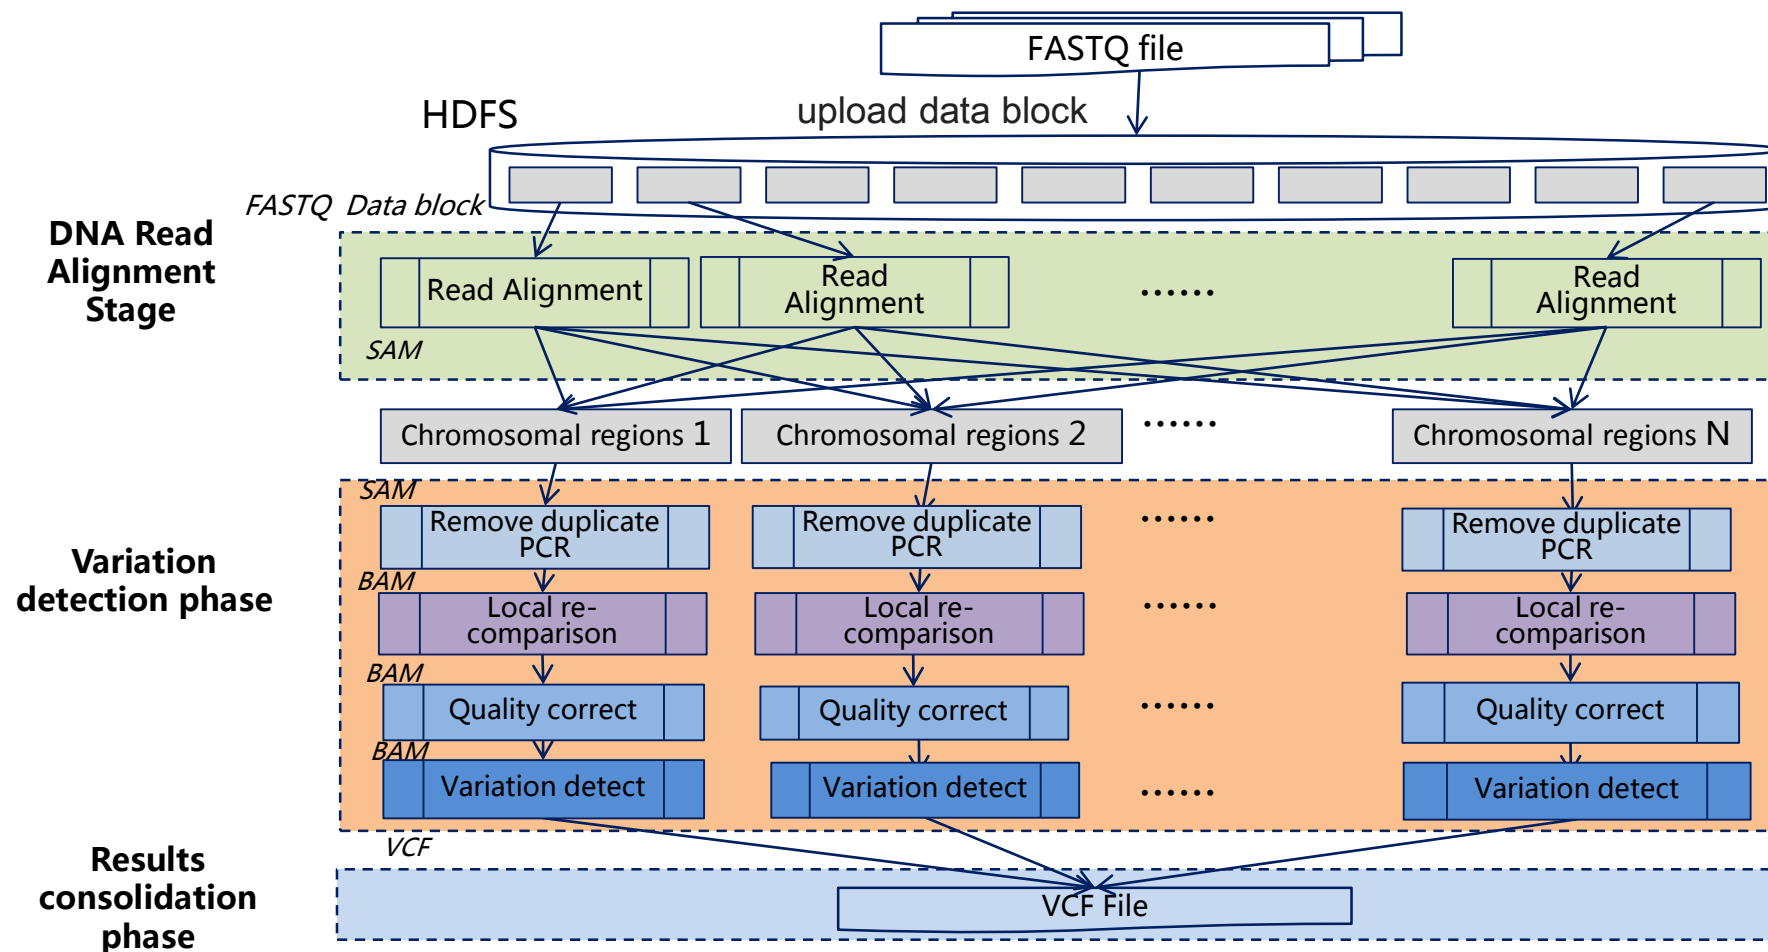 FASTQ file
HDFS
upload data block
FASTQ Data block
DNA Read
Alignment
Stage
Read Alignment
Read
Alignment
......
Read
Alignment
SAM
Chromosomal regions 1
Chromosomal regions 2
......
Chromosomal regions N
SAM
Remove duplicate
PCR
Remove duplicate
PCR
......
Remove duplicate
PCR
Variation
detection phase
BAM
Local re-
comparison
Local re-
comparison
......
Local re-
comparison
BAM
Quality correct
Quality correct
......
Quality correct
BAM
Variation detect
Variation detect
......
Variation detect
VCF
Results
consolidation
phase
VCF File